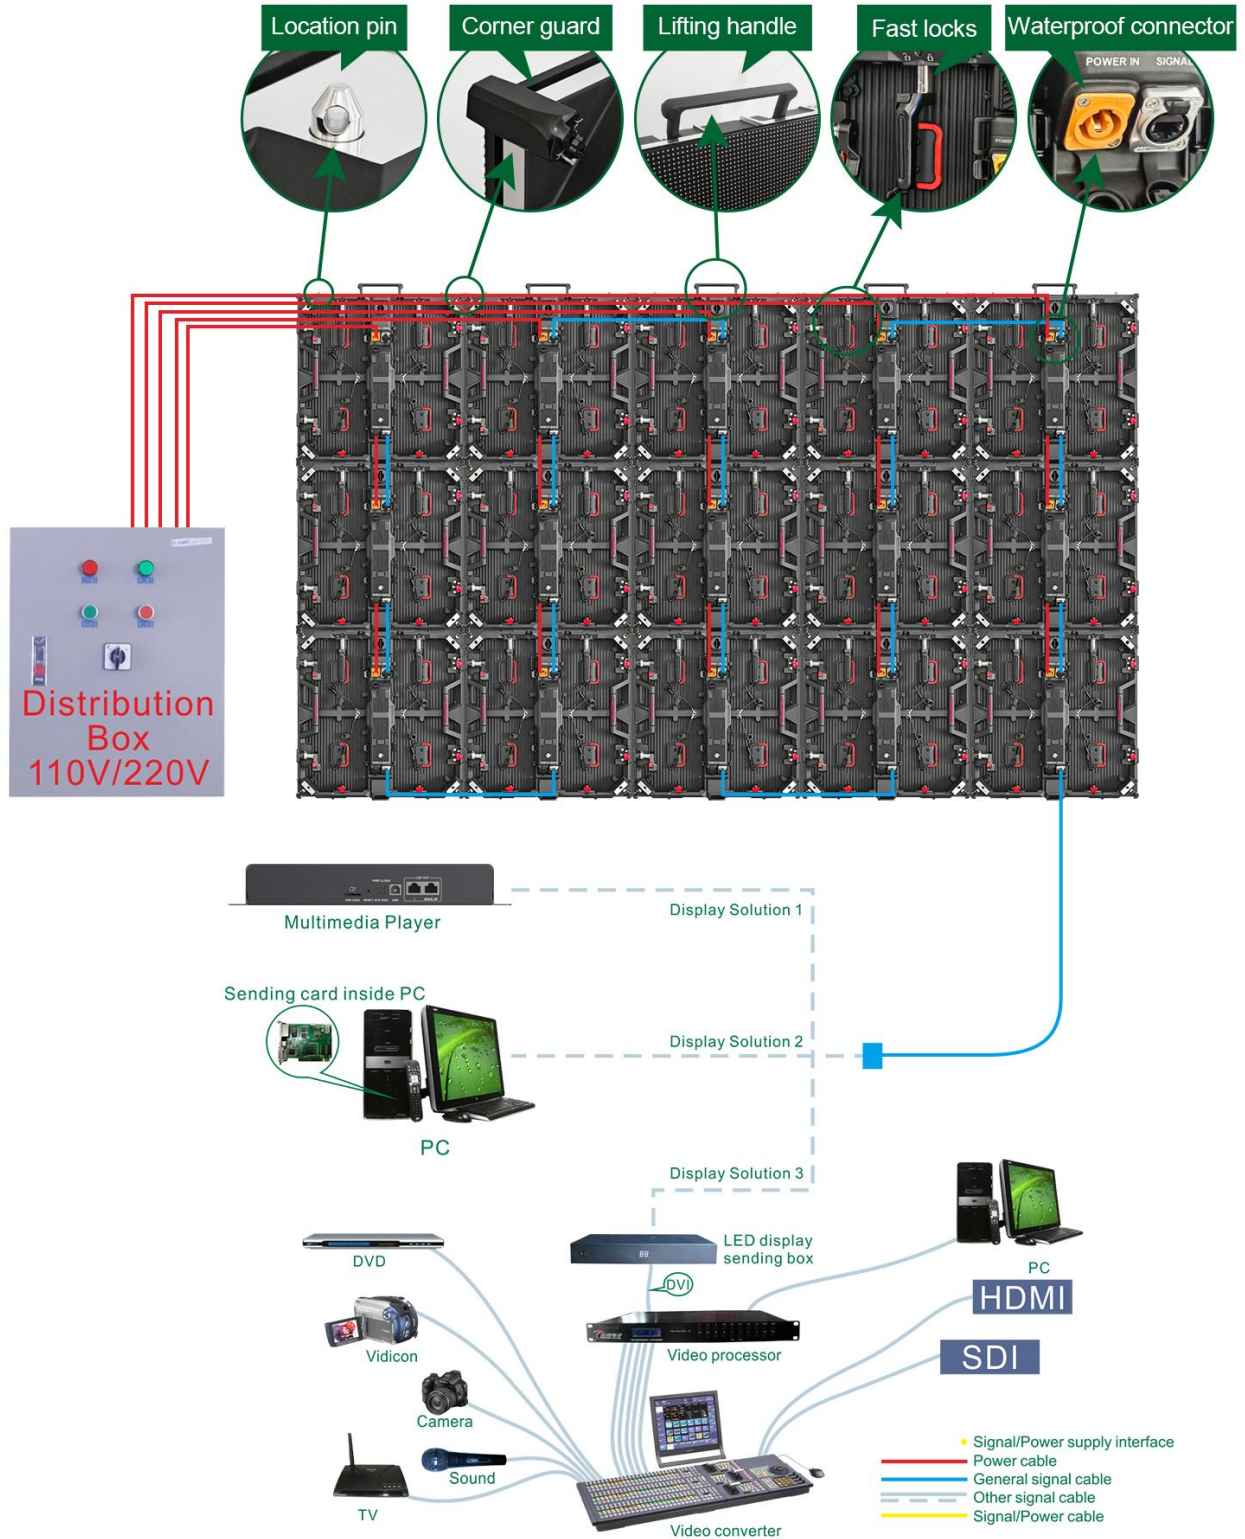 Location pin
Corner guard
Lifting handle
Fast locks
Waterproof connector
POWER IN
SIGNAL
Distribution
Box
110V/220V
Multimedia Player
Display Solution 1
Sending card inside PC
Display Solution 2
PC
Display Solution 3
LED display
sending box
DVD
DVI
PC
HDMI
Vidicon
Video processor
SDI
Camera
Sound
TV
Video converter
Signal/Power supply interface
Power cable
General signal cable
Other signal cable
Signal/Power cable